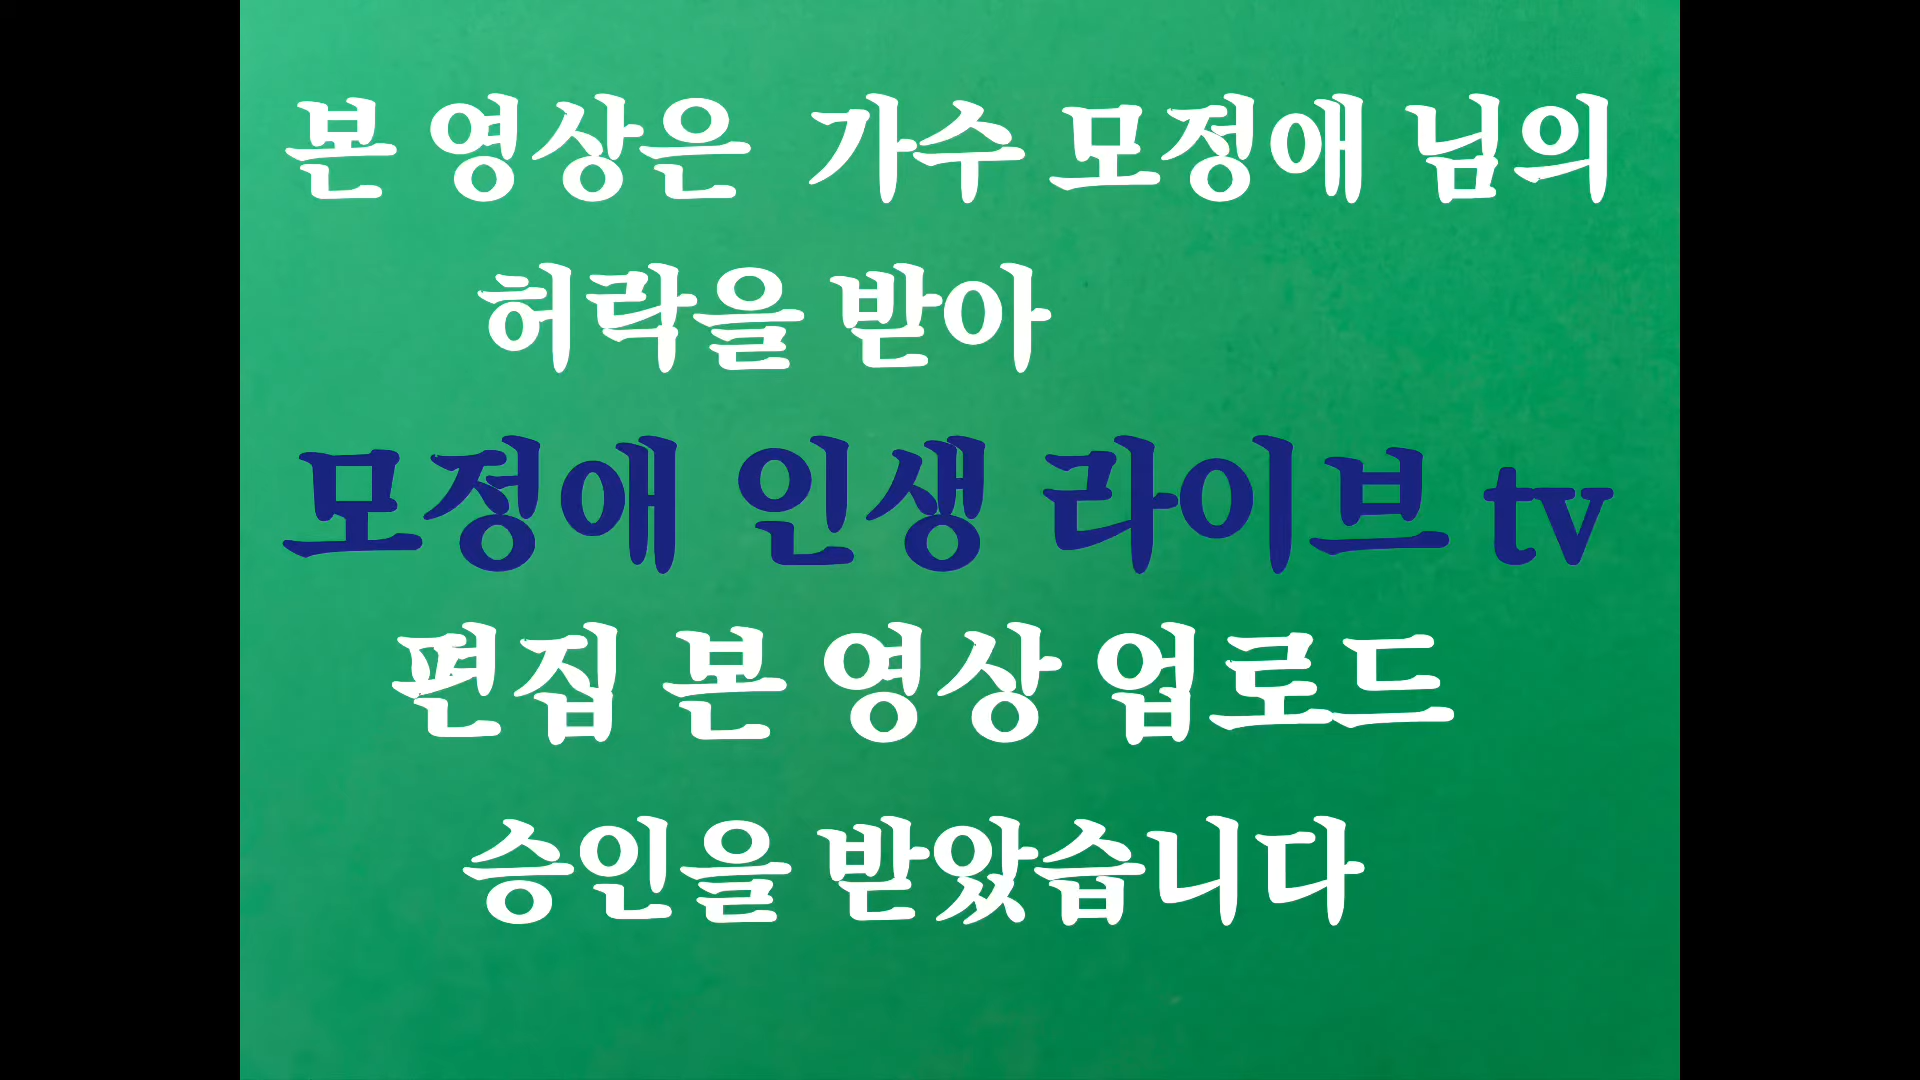 본 영상은 가수 모정애 님의
허락을 받아
모정애 인생 라이브 tv
편집 본 영상 업로드
승인을 받았습니다